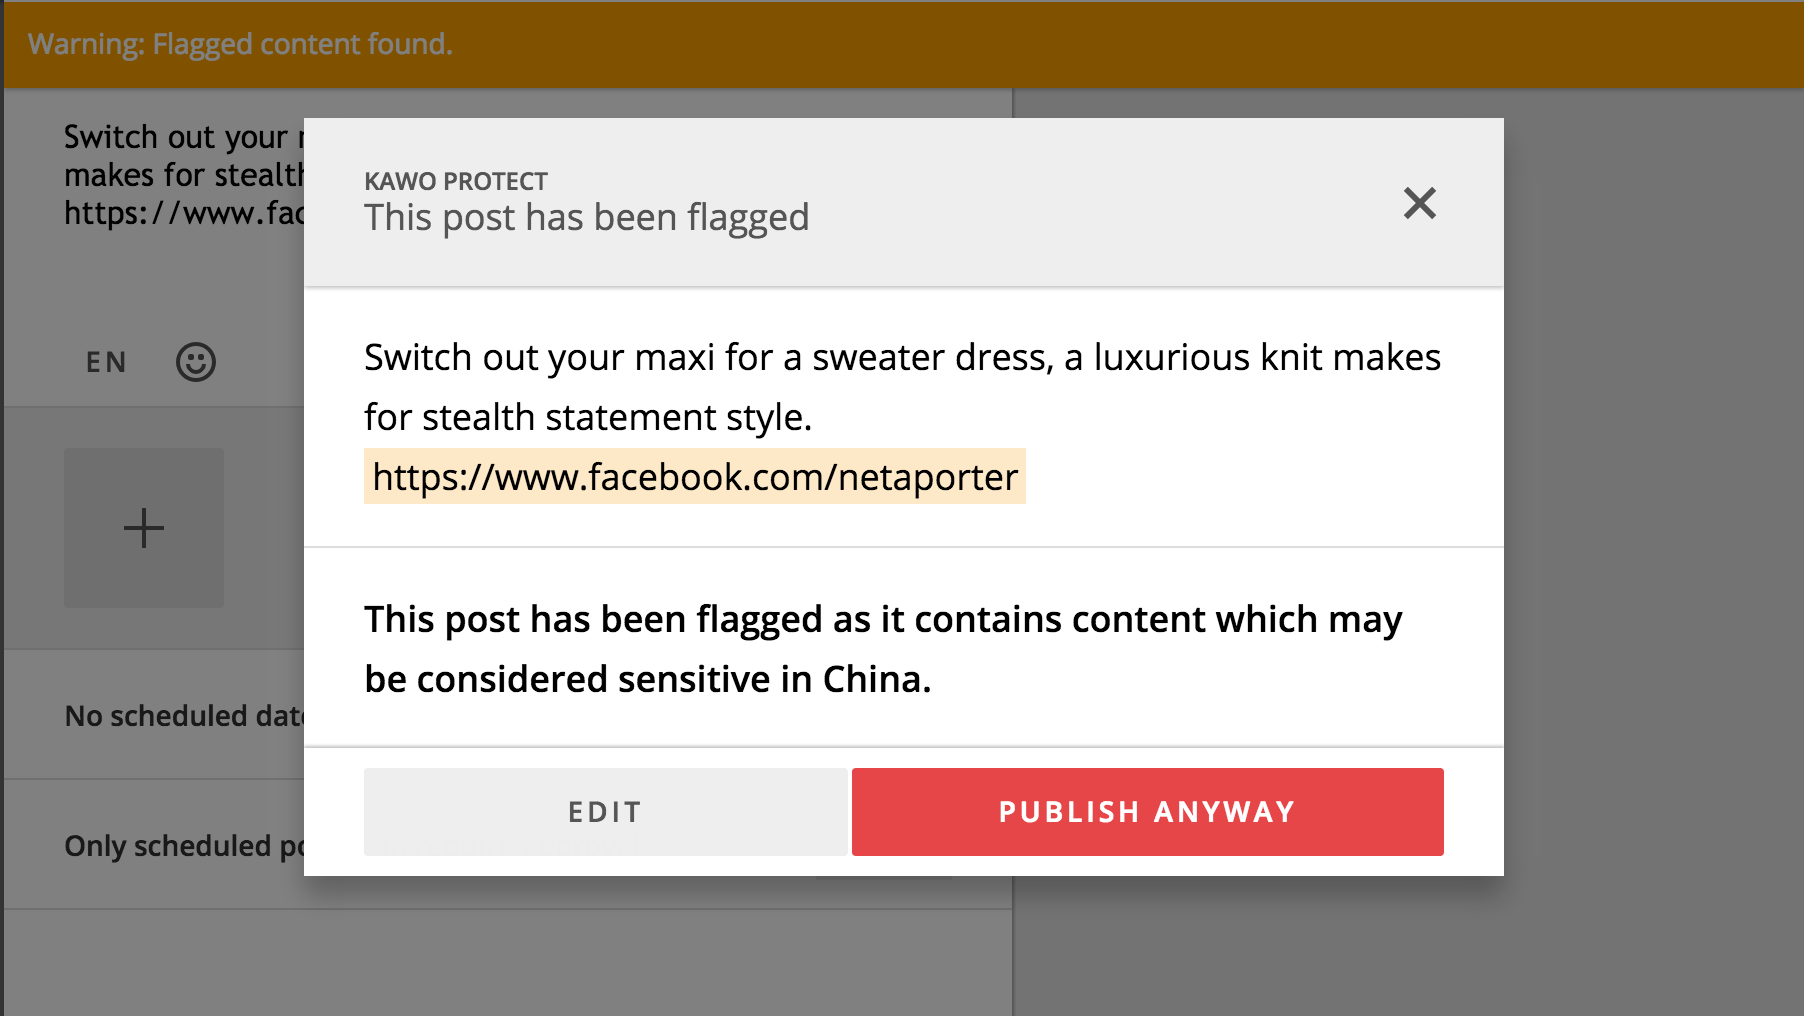 Warning: Flagged content found.
Switch out your
makes for stealth
https://www.fac
KAWO PROTECT
This post has been flagged
Switch out your maxi for a sweater dress, a luxurious knit makes
for stealth statement style.
https://www.facebook.com/netaporter
EN
This post has been flagged as it contains content which may
be considered sensitive in China.
No scheduled date
Only scheduled po
EDIT
PUBLISH ANYWAY